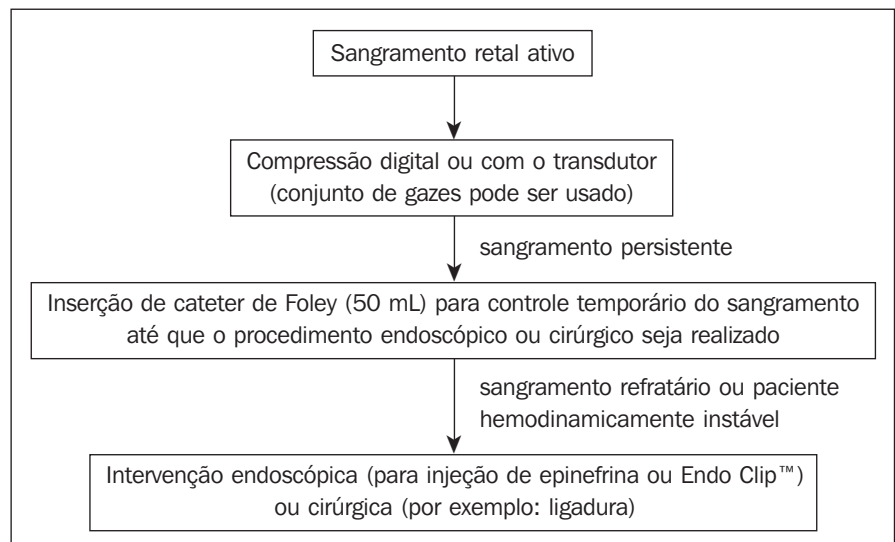 Sangramento retal ativo
Compressão digital ou com o transdutor
(conjunto de gazes pode ser usado)
sangramento persistente
Inserção de cateter de Foley (50 mL) para controle temporário do sangramento
até que o procedimento endoscópico ou cirúrgico seja realizado
sangramento refratário ou paciente
hemodinamicamente instável
Intervenção endoscópica (para injeção de epinefrina ou Endo Clip™)
ou cirúrgica (por exemplo: ligadura)